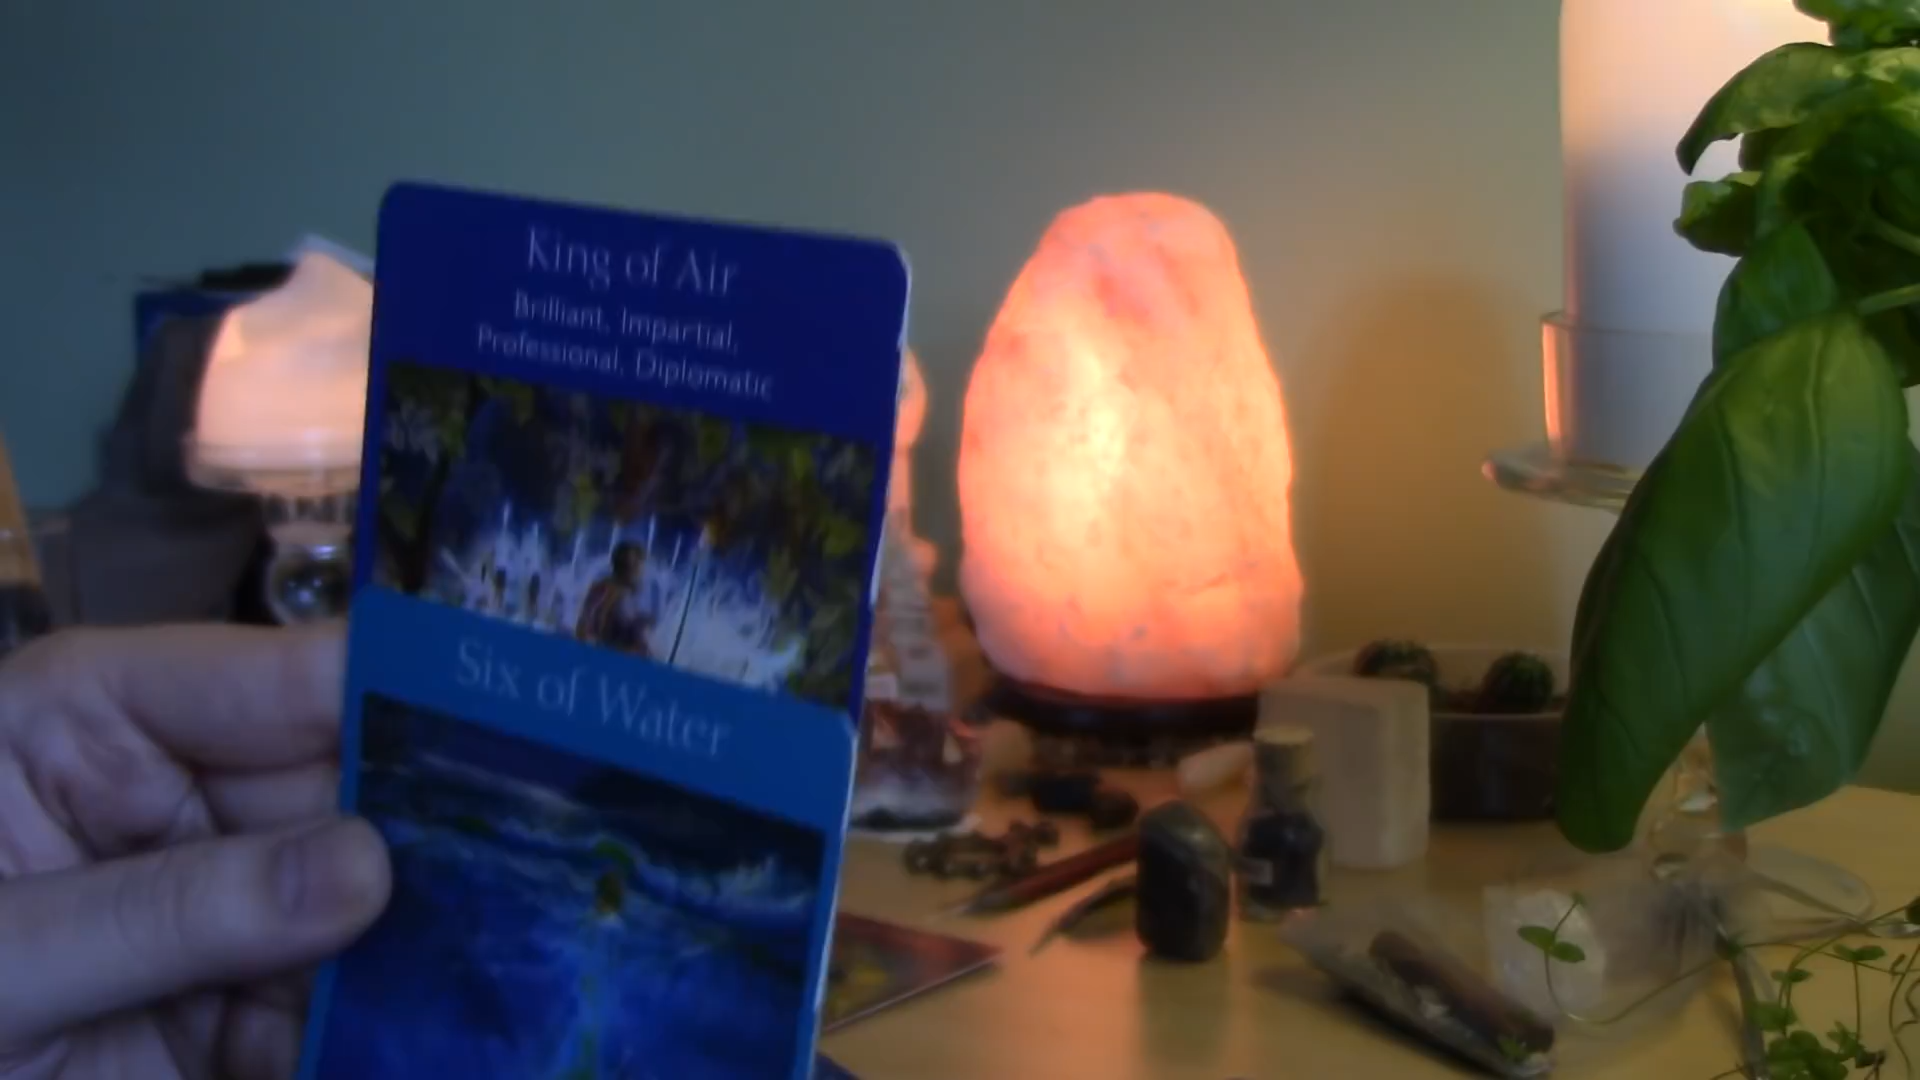 King of Air
Brilliant, Impartial,
Professional, Diplomatic
Six of Water